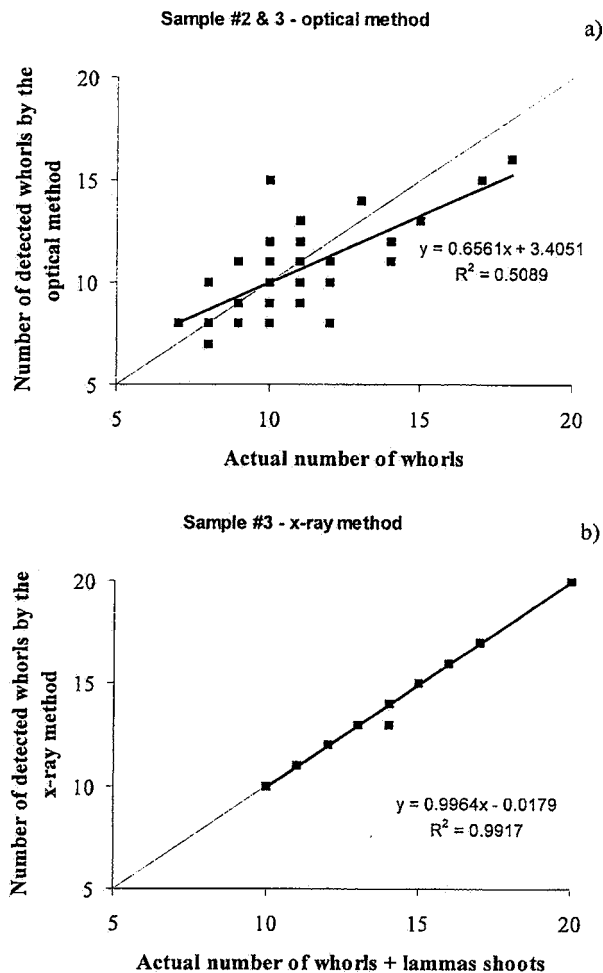 Sample #2 & 3 - optical method
a)
Number of detected whorls by the
optical method
20
15
10
5
y = 0.6561x + 3.4051
R² = 0.5089
5 10 15 20
Actual number of whorls
Sample #3 - x-ray method
b)
Number of detected whorls by the
x-ray method
20
15
10
5
y = 0.9964x - 0.0179
R² = 0.9917
5 10 15 20
Actual number of whorls + lammas shoots